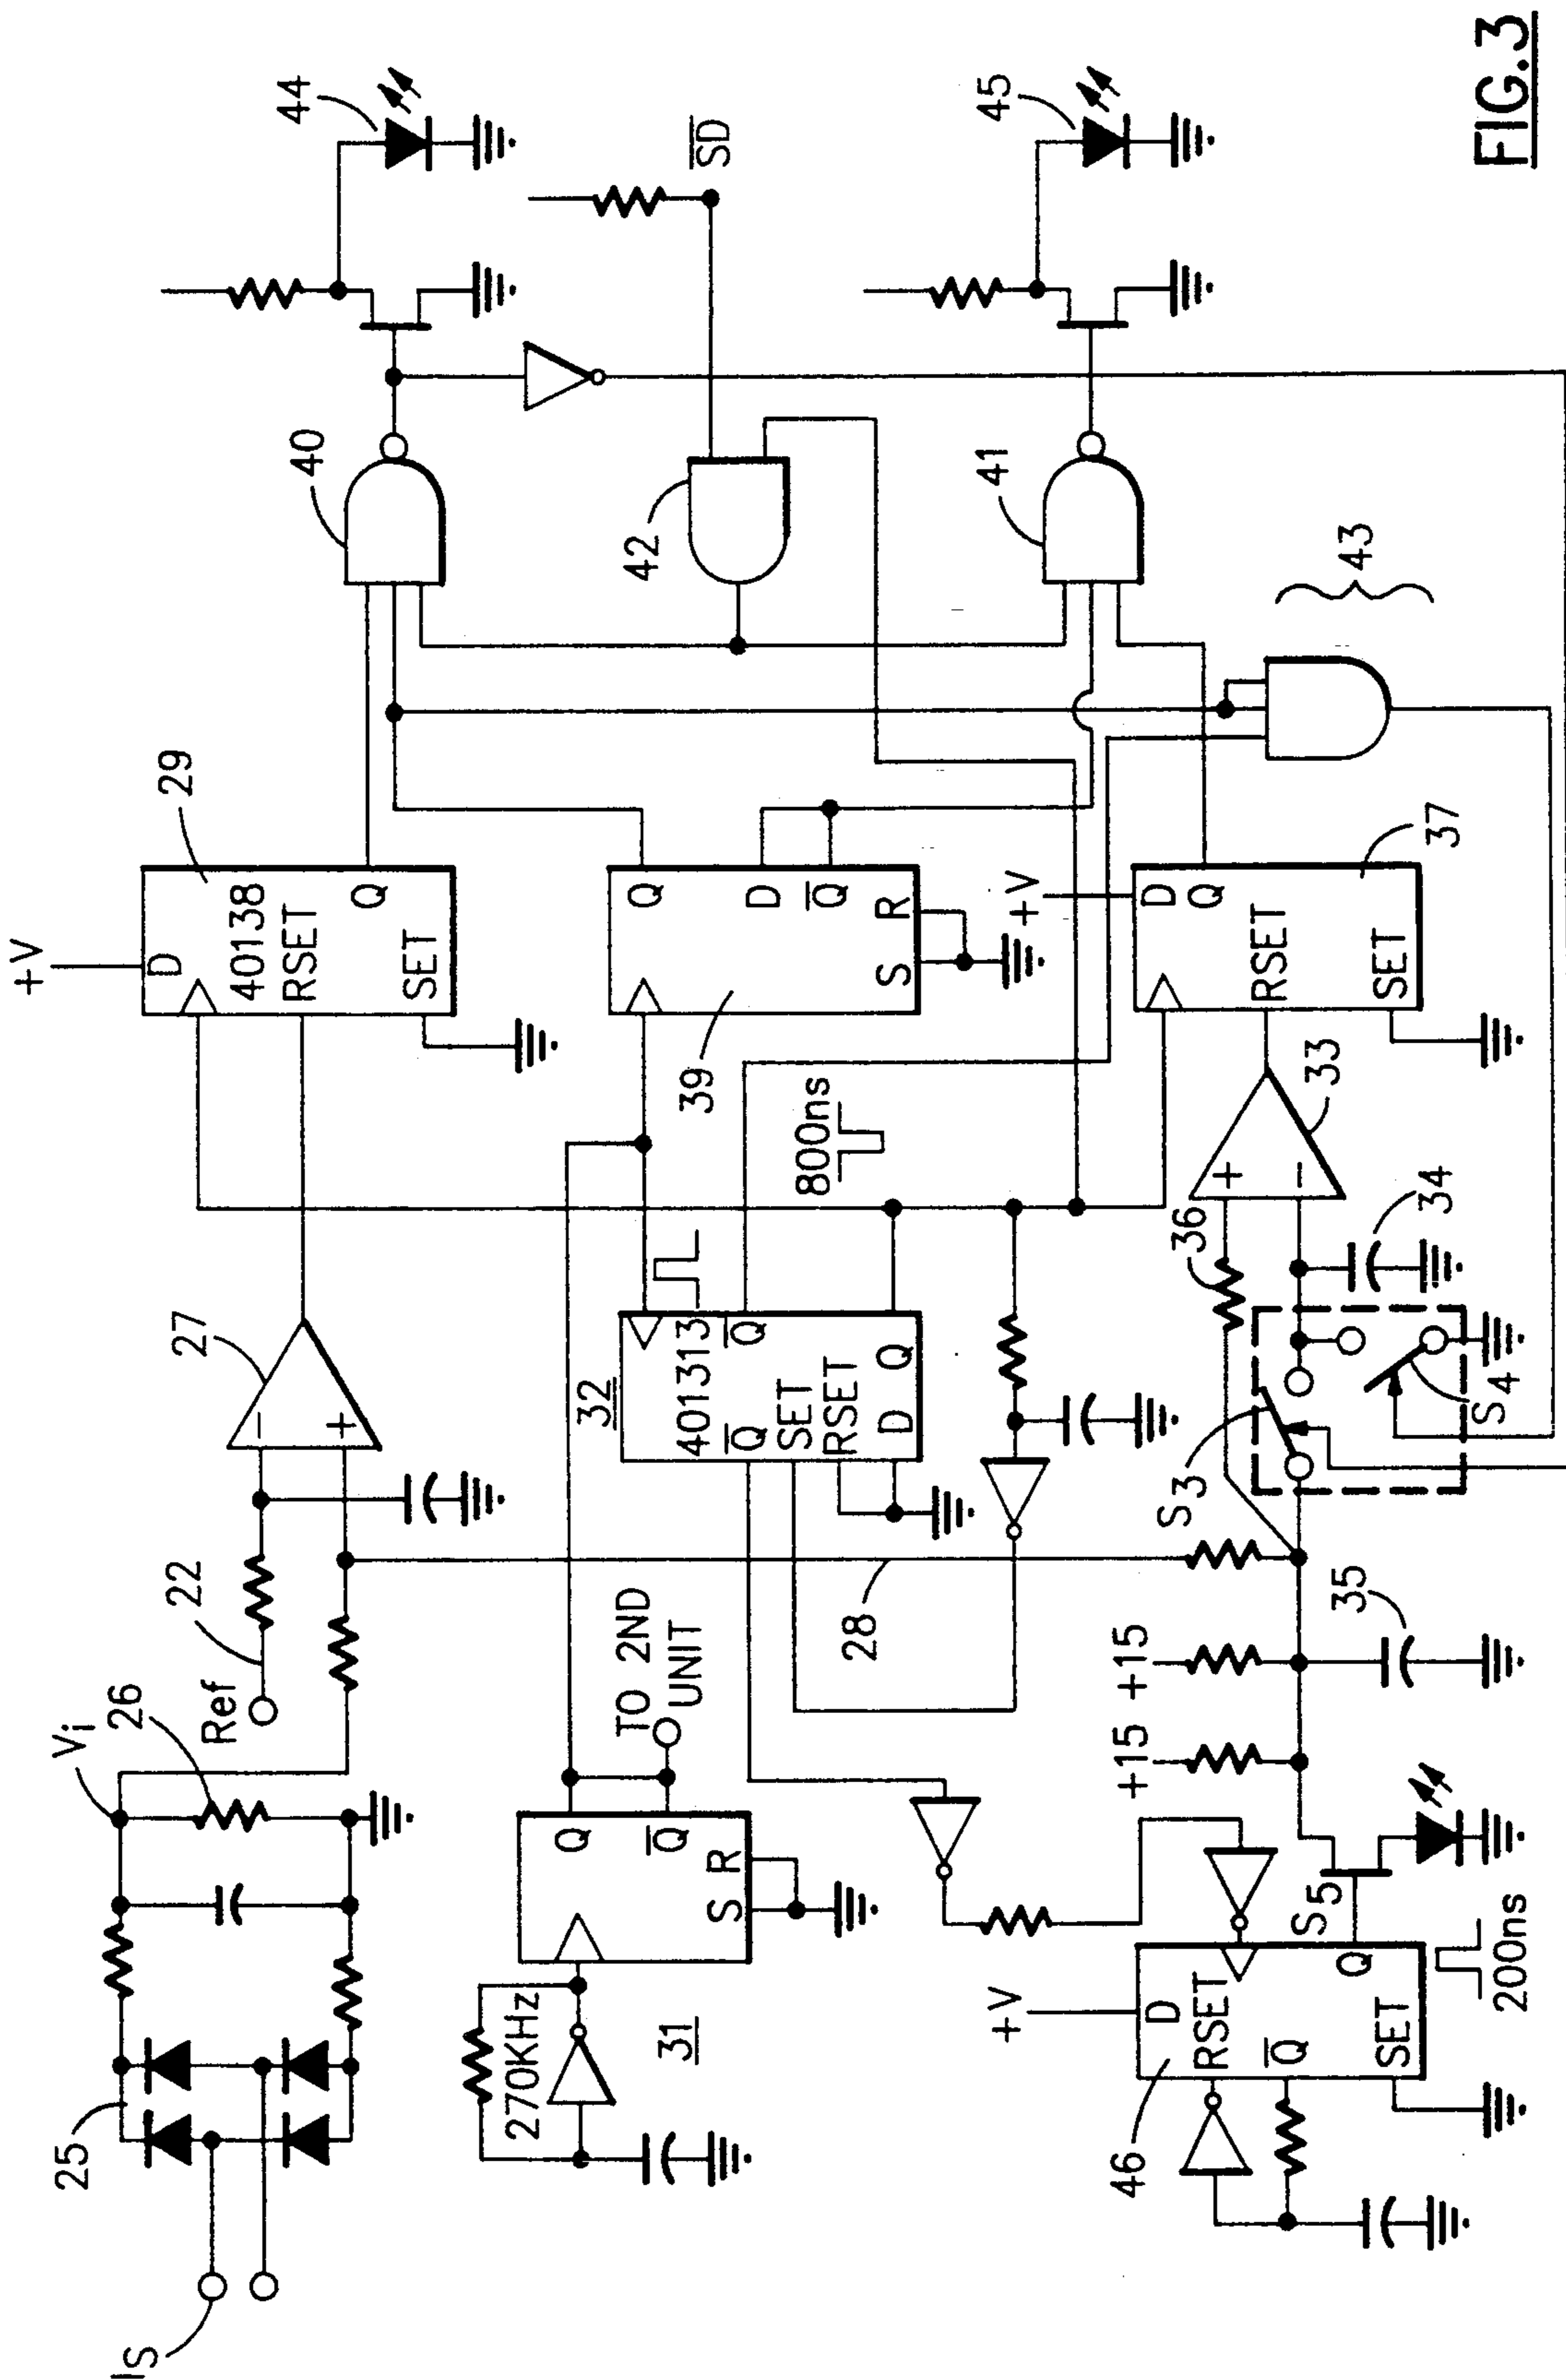 FIG.3
44
SD
45
40
42
41
43
+V
29
D
40138
RSET
Q
SET
Q
D
Q
S
R
39
+V
D
Q
RSET
SET
37
27
-
+
32
401313
Q
Q
SET
RSET
D
Q
800ns
33
+
-
34
36
S3
S4
28
35
22
Ref
Vi
26
TO 2ND
UNIT
+15
+15
25
IS
270KHz
31
Q
Q
S
R
+V
D
RSET
Q
Q
SET
46
S5
200ns